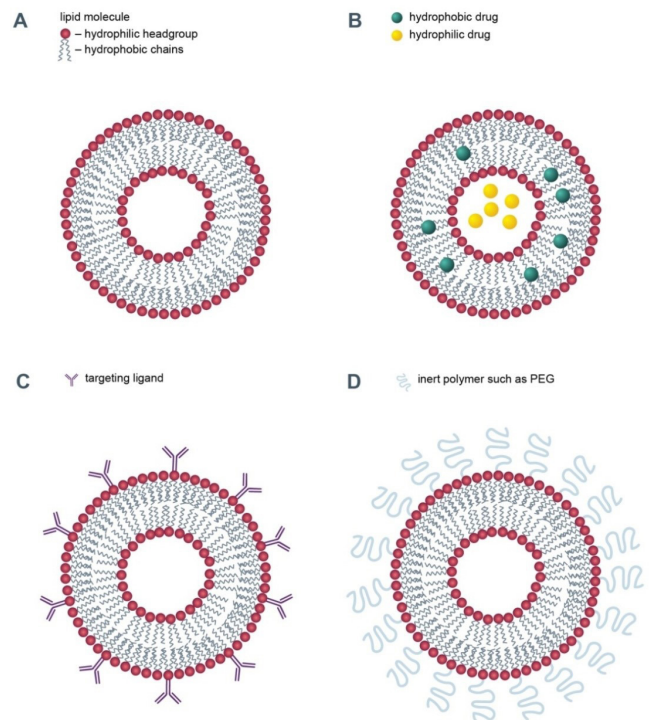 A
lipid molecule
– hydrophilic headgroup
– hydrophobic chains
B
hydrophobic drug
hydrophilic drug
C
targeting ligand
D
inert polymer such as PEG